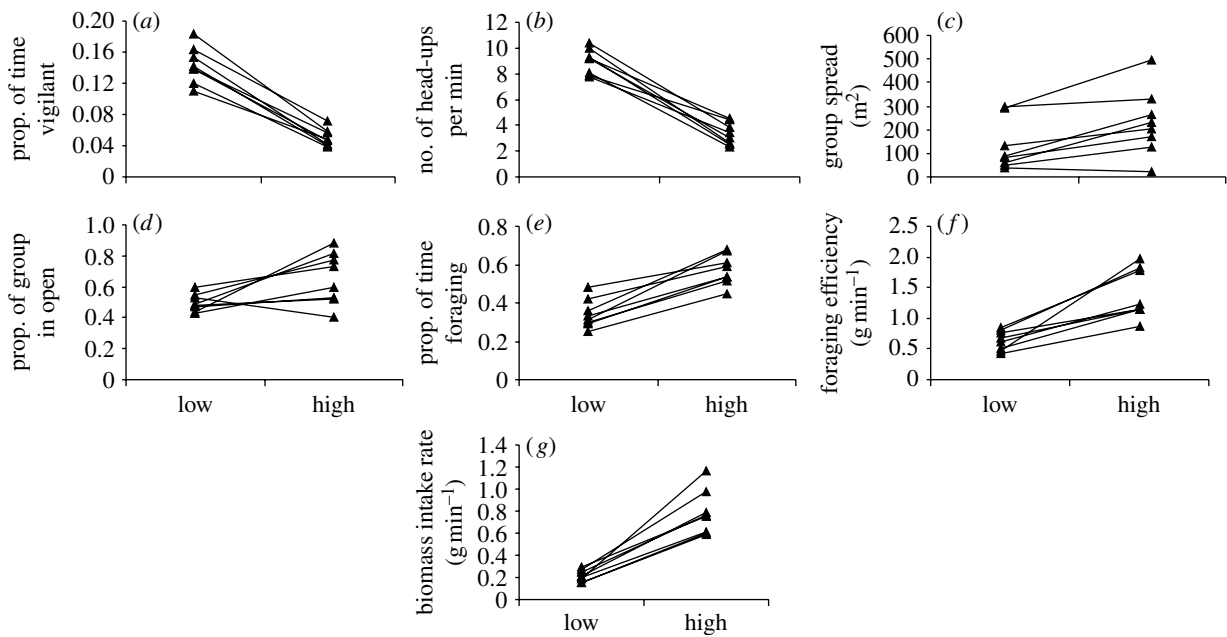 (a)
0.20
0.16
0.12
0.08
0.04
0
prop. of time
vigilant
(b)
12
10
8
6
4
2
0
no. of head-ups
per min
(c)
600
500
400
300
200
100
0
group spread
(m²)
(d)
1.0
0.8
0.6
0.4
0.2
0
prop. of group
in open
low high
(e)
0.8
0.6
0.4
0.2
0
prop. of time
foraging
low high
(f)
2.5
2.0
1.5
1.0
0.5
0
foraging efficiency
(g min⁻¹)
low high
(g)
1.4
1.2
1.0
0.8
0.6
0.4
0.2
0
biomass intake rate
(g min⁻¹)
low high